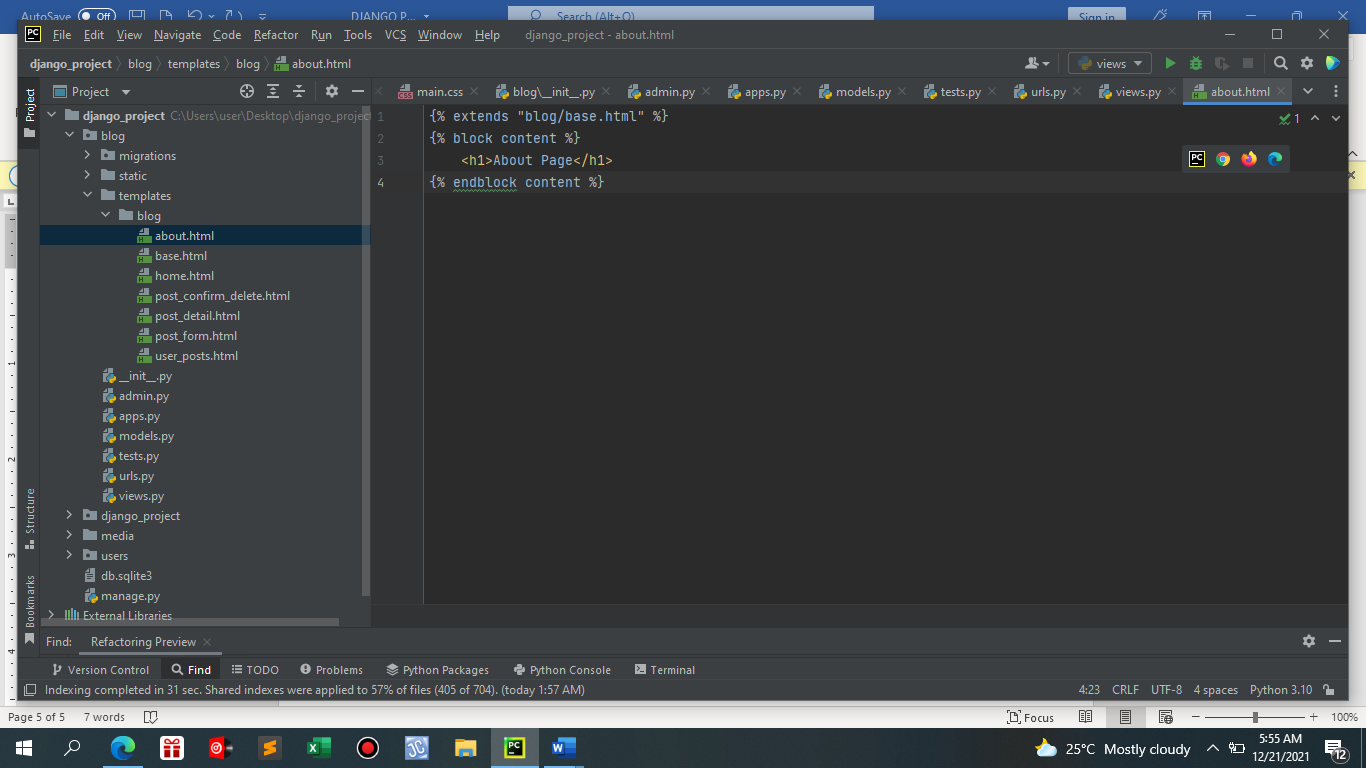 AutoSave Off DJANGO P... Search (Alt+Q) Sign in
PC File Edit View Navigate Code Refactor Run Tools VCS Window Help django_project - about.html
django_project blog templates blog about.html views
Project Project main.css blog\__init__.py admin.py apps.py models.py tests.py urls.py views.py about.html
django_project C:\Users\user\Desktop\django_project
blog
migrations
static
templates
blog
about.html
base.html
home.html
post_confirm_delete.html
post_detail.html
post_form.html
user_posts.html
__init__.py
admin.py
apps.py
models.py
tests.py
urls.py
views.py
django_project
media
users
db.sqlite3
manage.py
External Libraries
1 {% extends "blog/base.html" %}
2 {% block content %}
3 <h1>About Page</h1>
4 {% endblock content %}
1
Structure
Bookmarks
Find: Refactoring Preview
Version Control Find TODO Problems Python Packages Python Console Terminal
Indexing completed in 31 sec. Shared indexes were applied to 57% of files (405 of 704). (today 1:57 AM) 4:23 CRLF UTF-8 4 spaces Python 3.10
Page 5 of 5 7 words Focus 100%
25°C Mostly cloudy 5:55 AM
12/21/2021 12